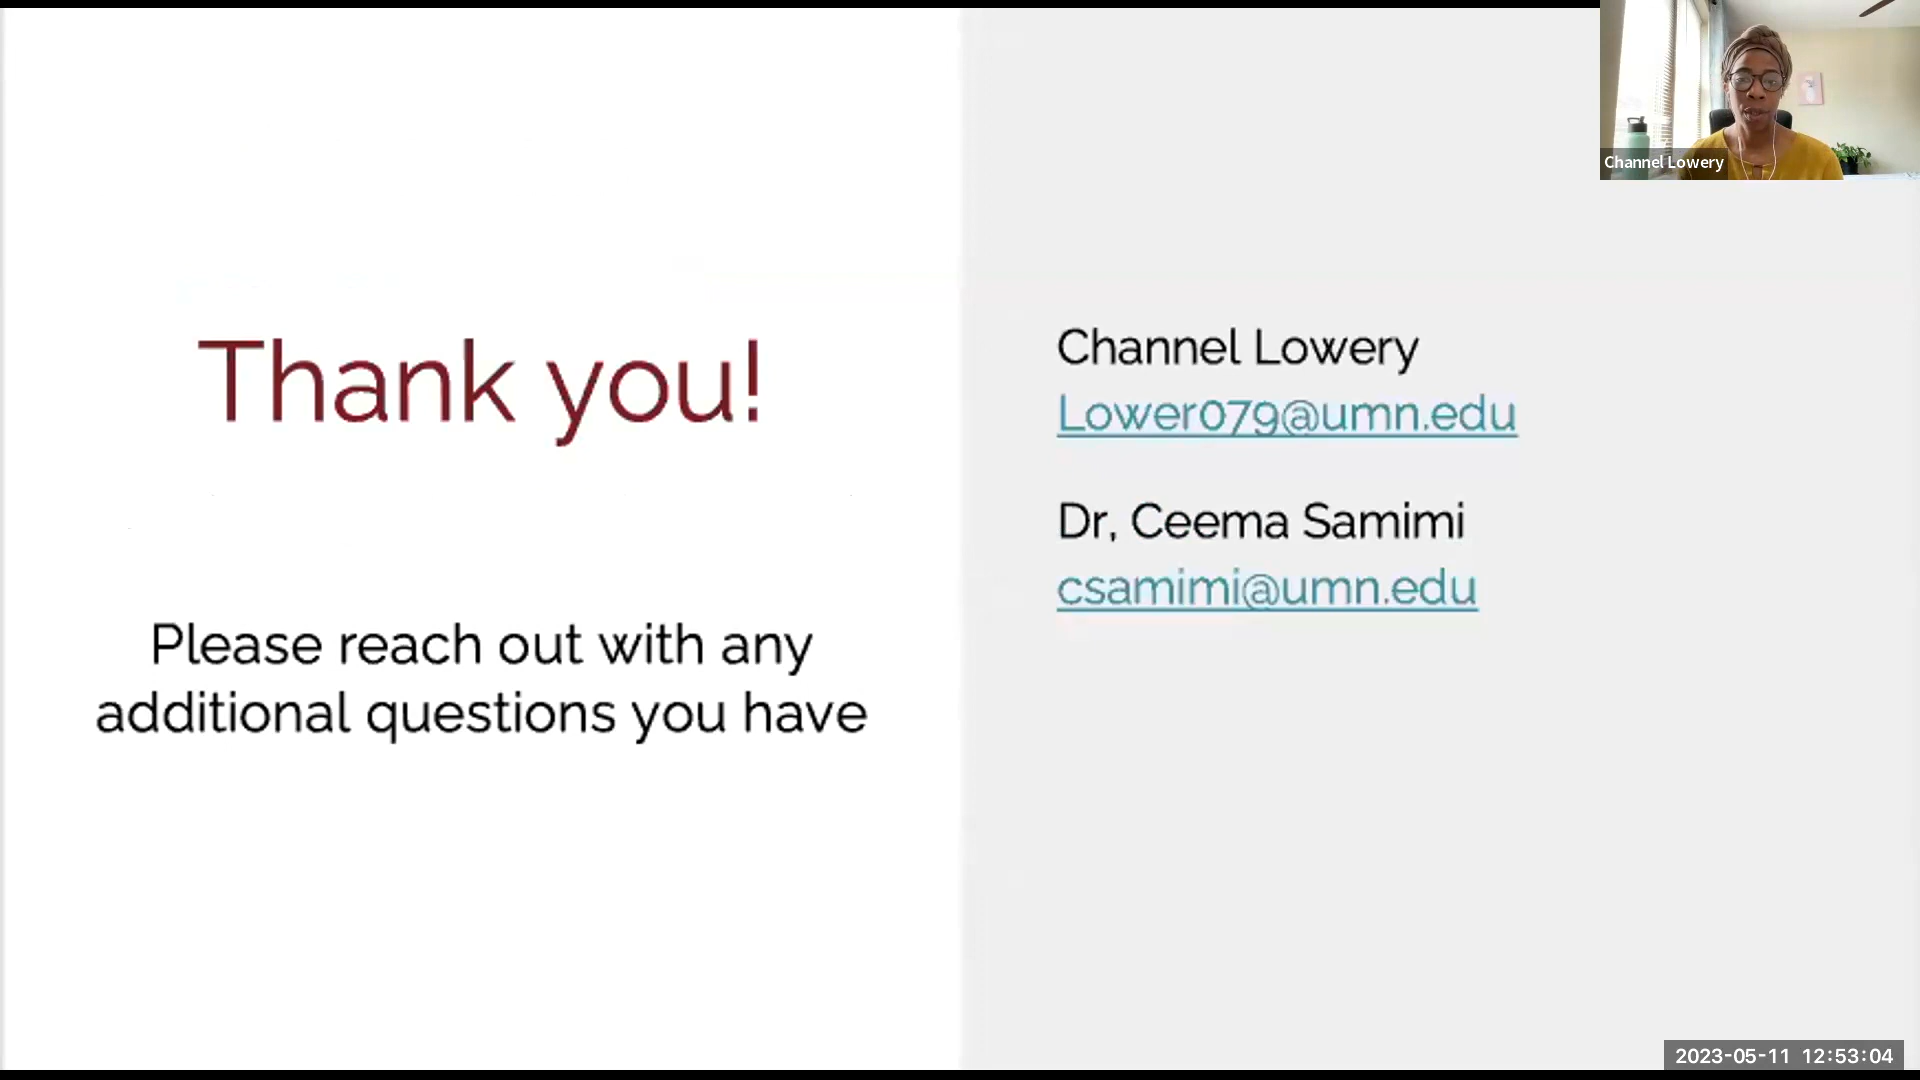 Thank you!
Please reach out with any
additional questions you have
Channel Lowery
Lower079@umn.edu
Dr, Ceema Samimi
csamimi@umn.edu
Channel Lowery
2023-05-11 12:53:04